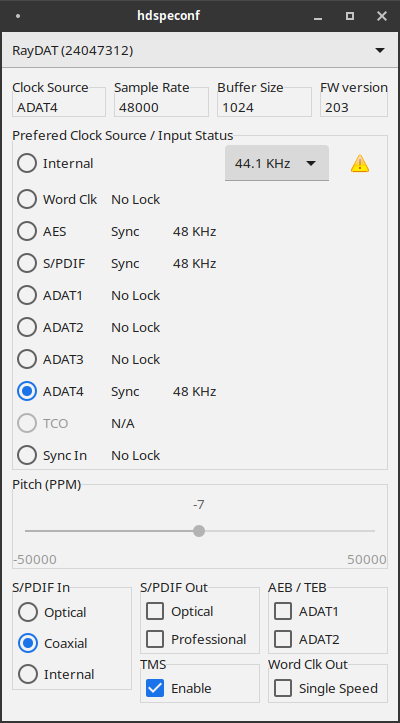 hdspeconf
RayDAT (24047312)
Clock Source Sample Rate Buffer Size FW version
ADAT4 48000 1024 203
Prefered Clock Source / Input Status
Internal 44.1 KHz
Word Clk No Lock
AES Sync 48 KHz
S/PDIF Sync 48 KHz
ADAT1 No Lock
ADAT2 No Lock
ADAT3 No Lock
ADAT4 Sync 48 KHz
TCO N/A
Sync In No Lock
Pitch (PPM)
-7
-50000 50000
S/PDIF In S/PDIF Out AEB / TEB
Optical Optical ADAT1
Coaxial Professional ADAT2
TMS Word Clk Out
Internal Enable Single Speed